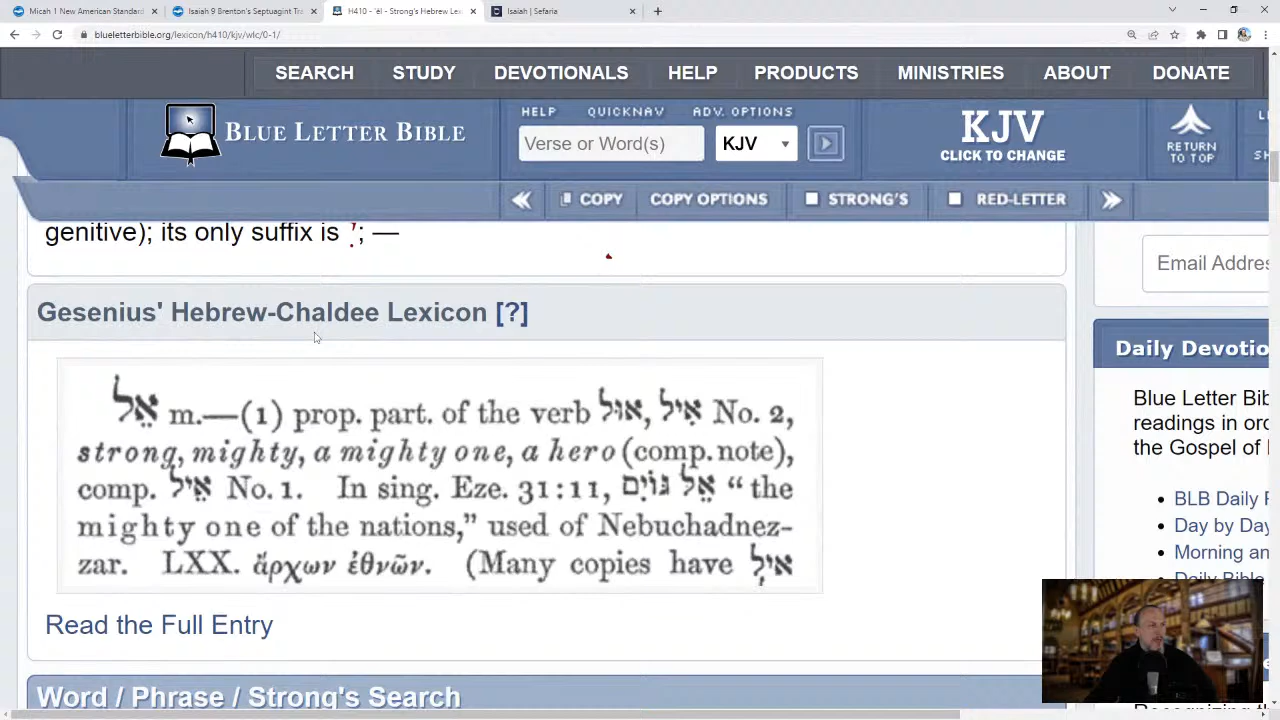 Micah 1 New American Standard
Isaiah 9 Brenton's Septuagint Tra
H410 - 'ēl - Strong's Hebrew Lex
Isaiah | Sefaria
blueletterbible.org/lexicon/h410/kjv/wlc/0-1/
SEARCH STUDY DEVOTIONALS HELP PRODUCTS MINISTRIES ABOUT DONATE
BLUE LETTER BIBLE
HELP QUICKNAV ADV. OPTIONS
Verse or Word(s) KJV
KJV
CLICK TO CHANGE
RETURN
TO TOP
COPY COPY OPTIONS STRONG'S RED-LETTER
genitive); its only suffix is ; —
Gesenius' Hebrew-Chaldee Lexicon [?]
אֵל m.—(1) prop. part. of the verb אוּל, אִיל No. 2,
strong, mighty, a mighty one, a hero (comp. note),
comp. אַיִל No. 1. In sing. Eze. 31:11, אֵל גּוֹיִם “the
mighty one of the nations,” used of Nebuchadnez-
zar. LXX. ἄρχων ἐθνῶν. (Many copies have אֵיל
Read the Full Entry
Word / Phrase / Strong's Search
Email Addre
Daily Devotio
Blue Letter Bib
readings in ord
the Gospel of
• BLB Daily
• Day by Day
• Morning an
• Daily Bible